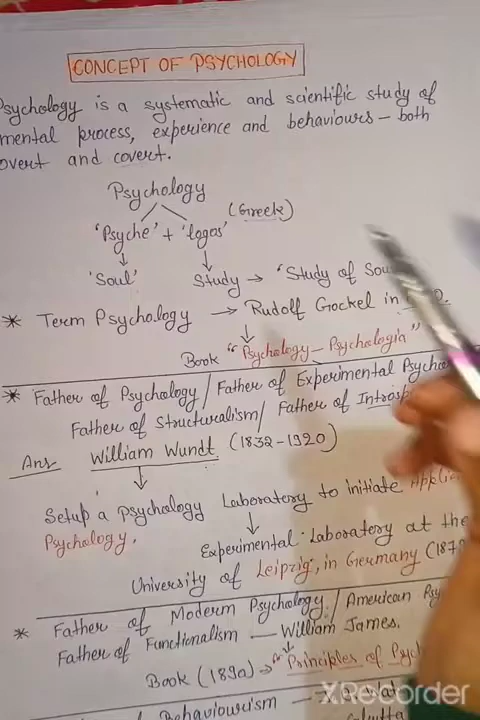 CONCEPT OF PSYCHOLOGY
Psychology is a systematic and scientific study of
mental process, experience and behaviours - both
overt and covert.
Psychology
'Psyche' + 'logos' (Greek)
'Soul' Study → "Study of Sou
* Term Psychology → Rudolf Gockel in
Book "Psychology - Psychologia"
* Father of Psychology / Father of Experimental Psycho
Father of Structuralism / Father of Introsp
Ans William Wundt (1832-1920)
Setup a Psychology Laboratory to initiate Applied
Psychology.
Experimental Laboratory at the
University of Leipzig, in Germany (187
* Father of Modern Psychology / American Psy
Father of Functionalism - William James.
Book (1890) → "Principles of Psych
Behaviourism - J.B. Wat
XRecorder